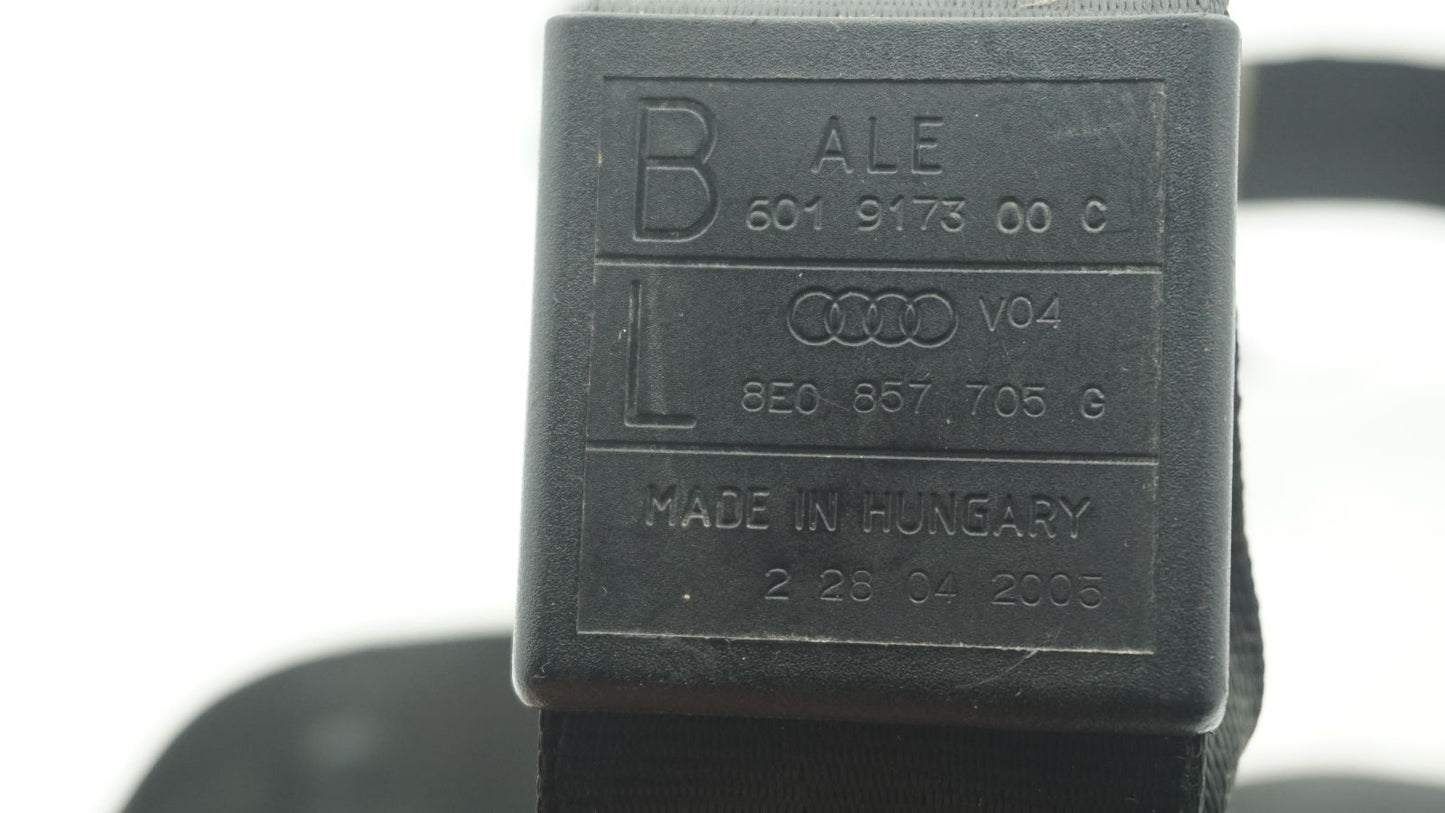 B ALE
601 9173 00 C
L V04
8E0 857 705 G
MADE IN HUNGARY
2 28 04 2005